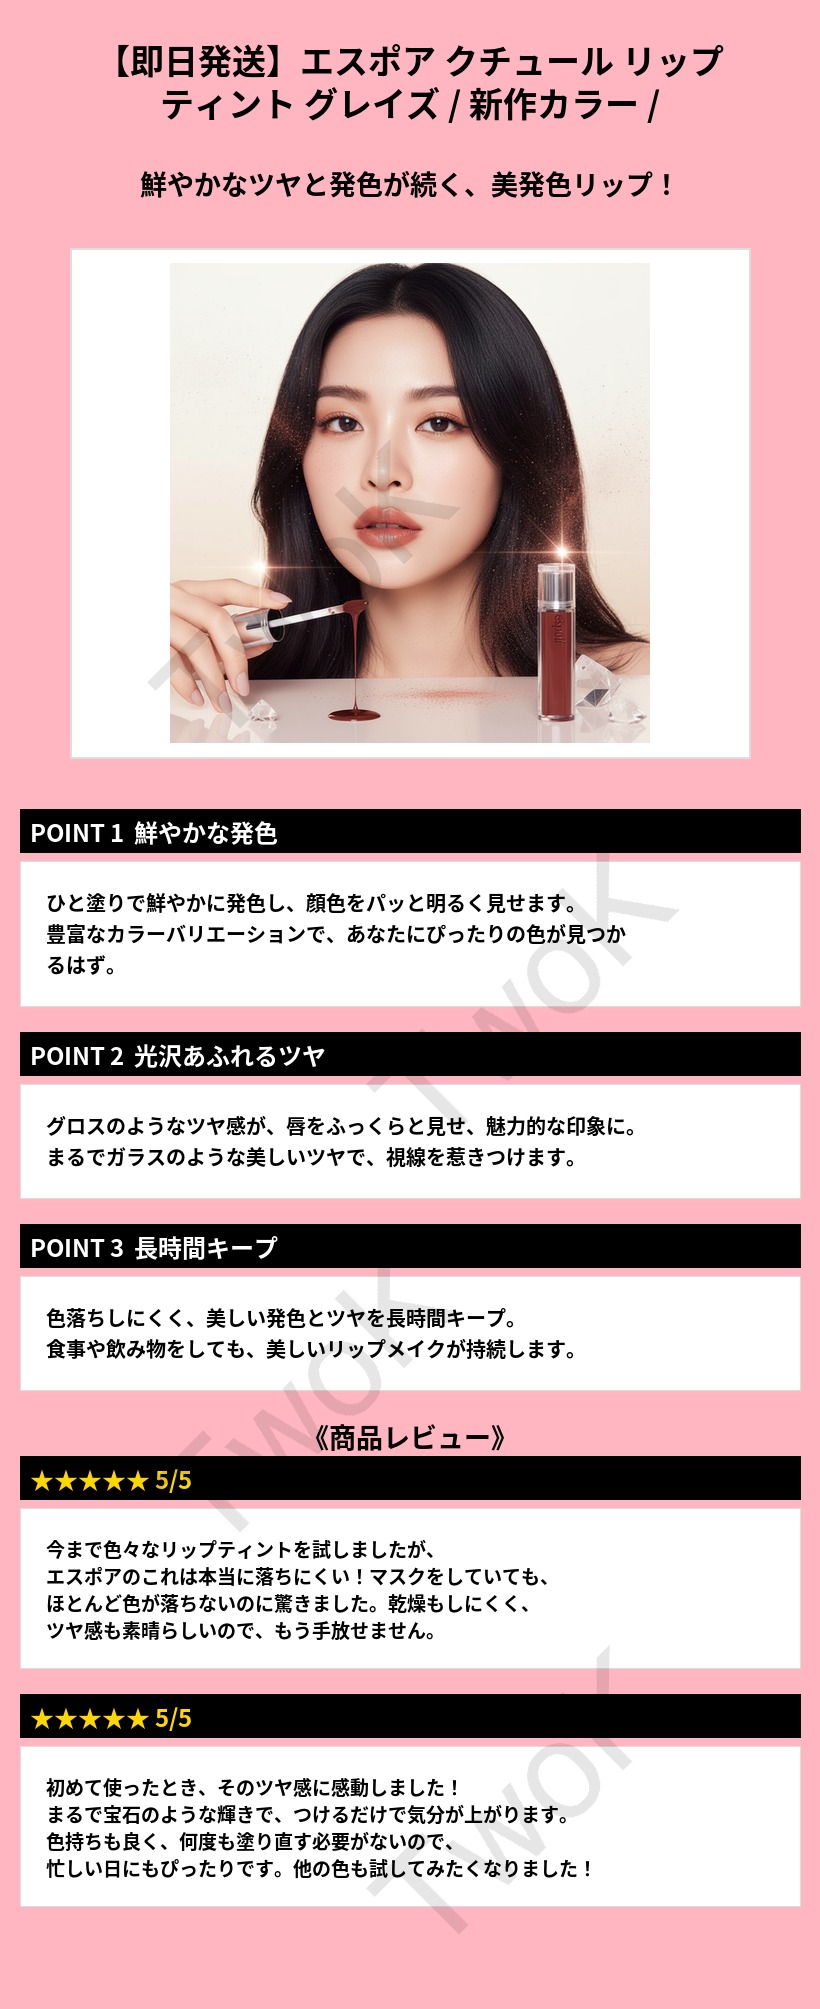 【即日発送】エスポア クチュール リップ
ティント グレイズ / 新作カラー /
鮮やかなツヤと発色が続く、美発色リップ！
TwoK
POINT 1 鮮やかな発色
ひと塗りで鮮やかに発色し、顔色をパッと明るく見せます。
豊富なカラーバリエーションで、あなたにぴったりの色が見つか
るはず。
TwoK
POINT 2 光沢あふれるツヤ
グロスのようなツヤ感が、唇をふっくらと見せ、魅力的な印象に。
まるでガラスのような美しいツヤで、視線を惹きつけます。
POINT 3 長時間キープ
色落ちしにくく、美しい発色とツヤを長時間キープ。
食事や飲み物をしても、美しいリップメイクが持続します。
TwoK
《商品レビュー》
★★★★★ 5/5
今まで色々なリップティントを試しましたが、
エスポアのこれは本当に落ちにくい！マスクをしていても、
ほとんど色が落ちないのに驚きました。乾燥もしにくく、
ツヤ感も素晴らしいので、もう手放せません。
★★★★★ 5/5
初めて使ったとき、そのツヤ感に感動しました！
まるで宝石のような輝きで、つけるだけで気分が上がります。
色持ちも良く、何度も塗り直す必要がないので、
忙しい日にもぴったりです。他の色も試してみたくなりました！
TwoK